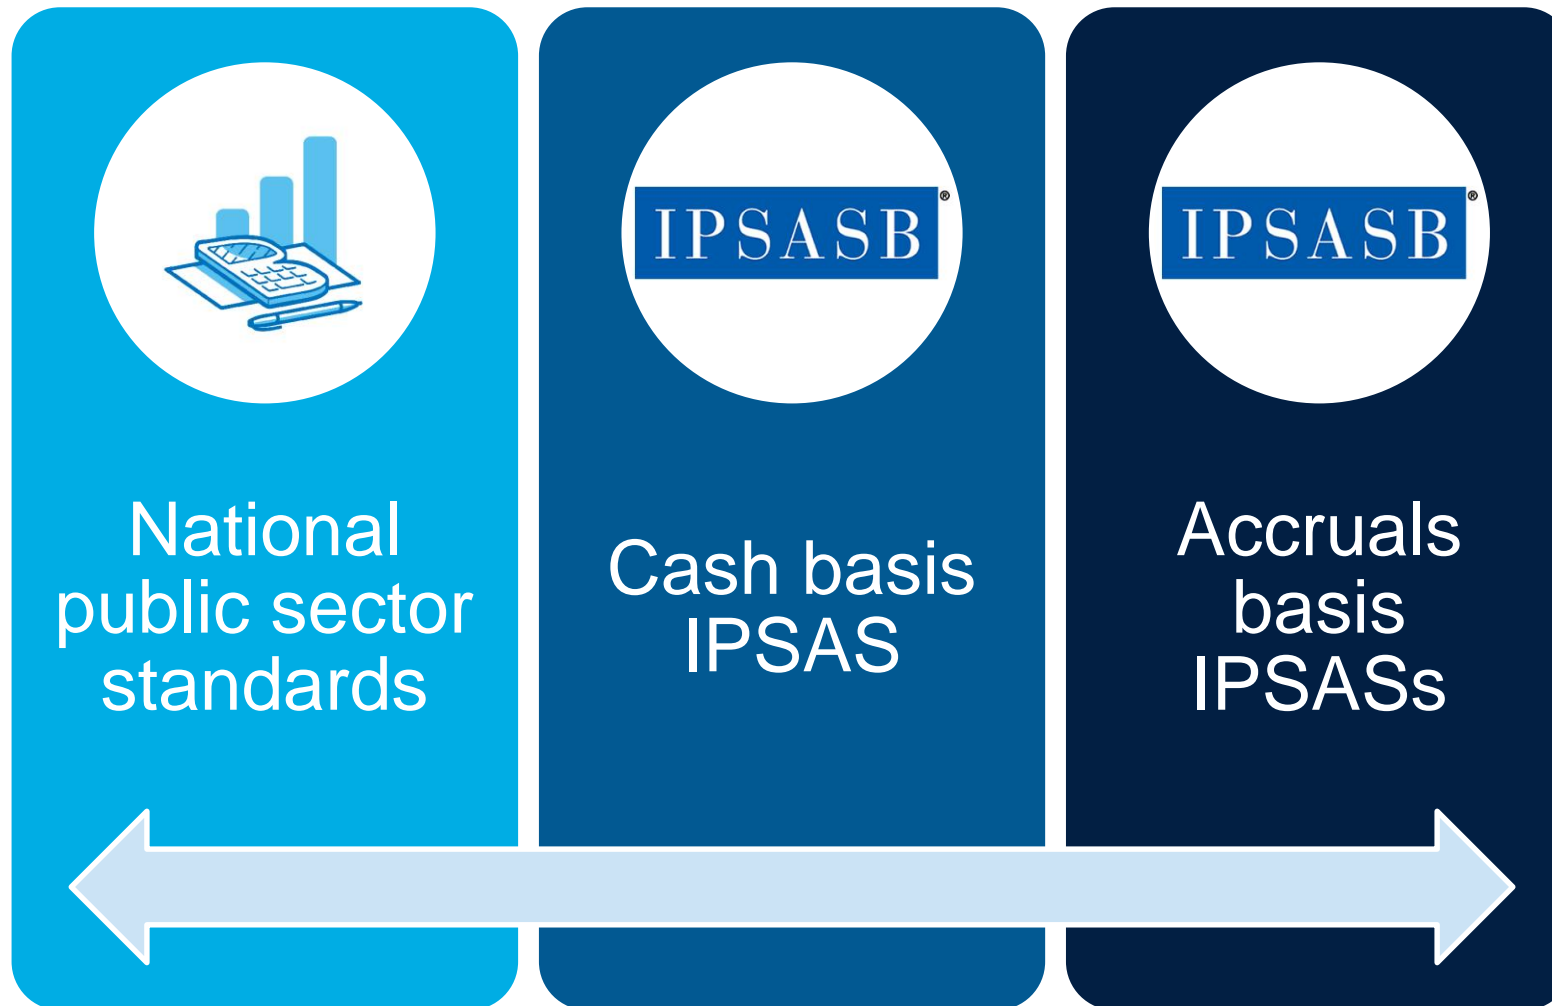 IPSASB®
IPSASB®
National
public sector
standards
Cash basis
IPSAS
Accruals
basis
IPSASs